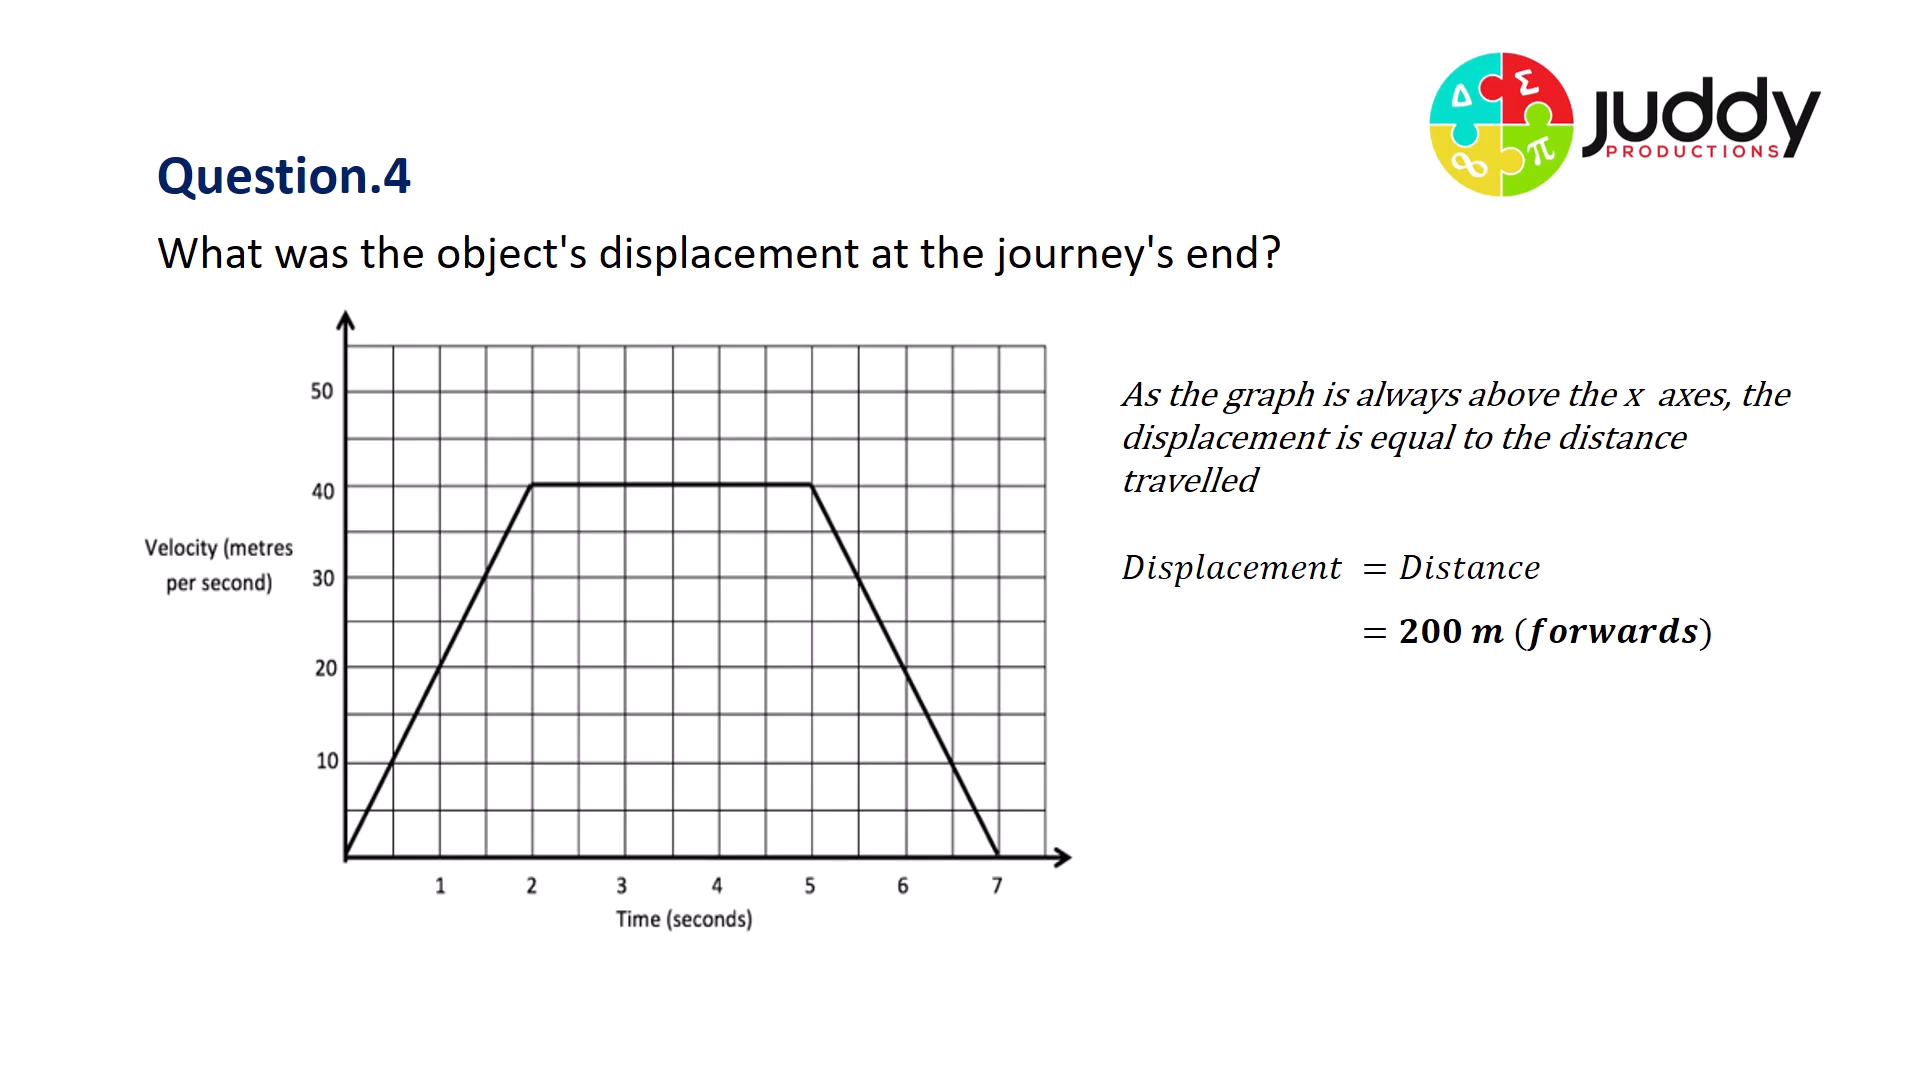 Δ Σ
∞ π
juddy
PRODUCTIONS
Question.4
What was the object's displacement at the journey's end?
50
40
30
20
10
Velocity (metres
per second)
1 2 3 4 5 6 7
Time (seconds)
As the graph is always above the x axes, the
displacement is equal to the distance
travelled
Displacement = Distance
= 200 m (forwards)